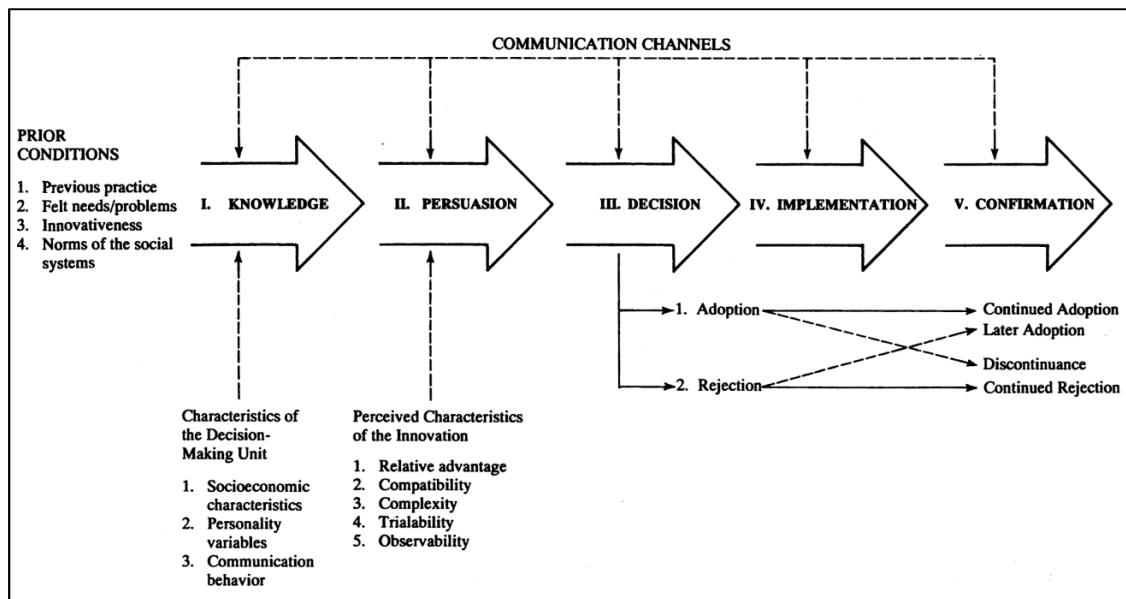 COMMUNICATION CHANNELS
PRIOR
CONDITIONS
1. Previous practice
2. Felt needs/problems
3. Innovativeness
4. Norms of the social
systems
I. KNOWLEDGE
II. PERSUASION
III. DECISION
IV. IMPLEMENTATION
V. CONFIRMATION
1. Adoption
2. Rejection
Continued Adoption
Later Adoption
Discontinuance
Continued Rejection
Characteristics of
the Decision-
Making Unit
1. Socioeconomic
characteristics
2. Personality
variables
3. Communication
behavior
Perceived Characteristics
of the Innovation
1. Relative advantage
2. Compatibility
3. Complexity
4. Trialability
5. Observability